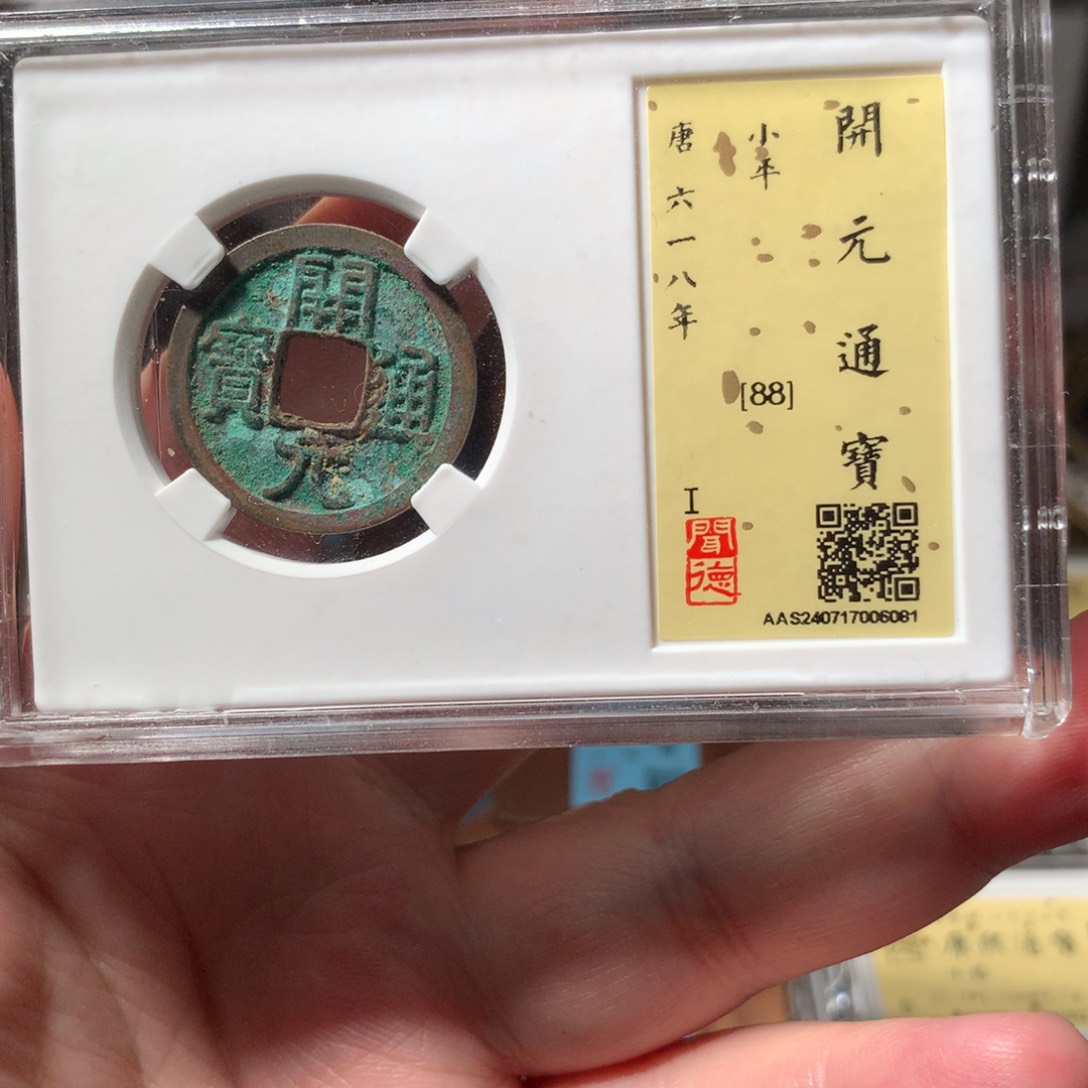 開元通寶
開元通寶
小平
唐 六一八年
[88]
I
聞德
AAS240717006081